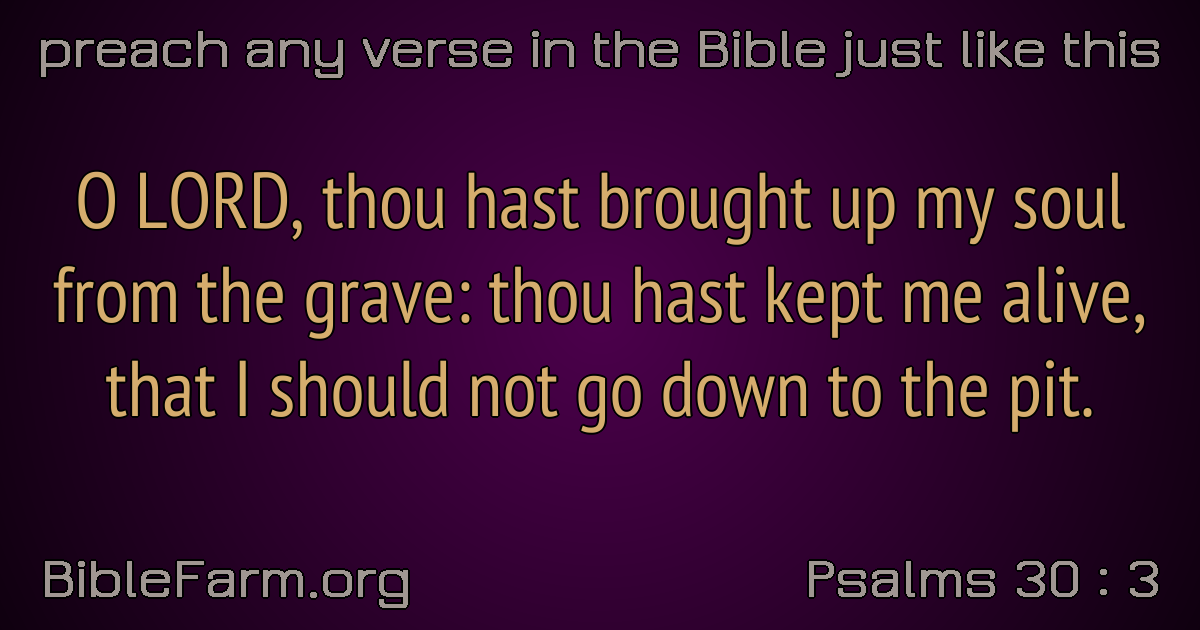 preach any verse in the Bible just like this
O LORD, thou hast brought up my soul
from the grave: thou hast kept me alive,
that I should not go down to the pit.
BibleFarm.org
Psalms 30 : 3